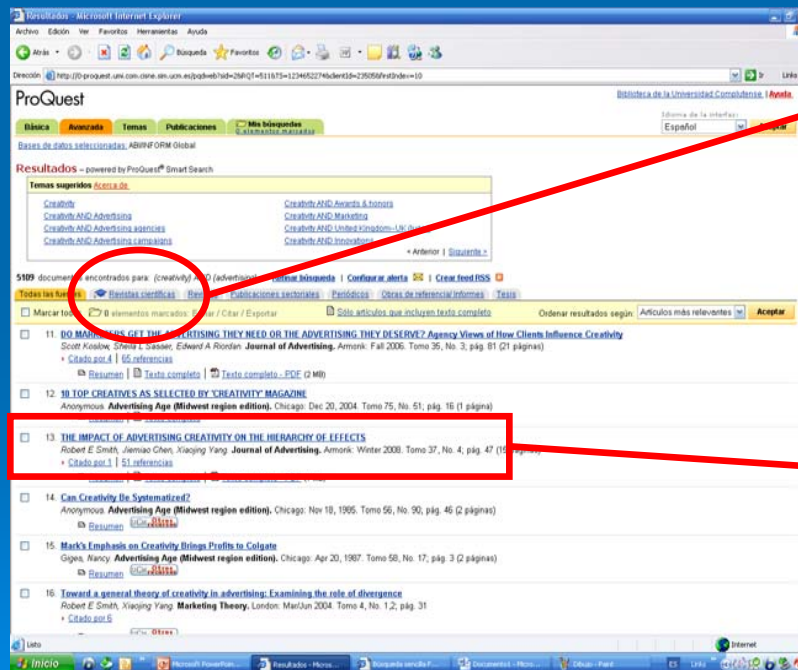 Resultados - Microsoft Internet Explorer
Archivo Edición Ver Favoritos Herramientas Ayuda
Atrás Búsqueda Favoritos
Dirección Ir
ProQuest
Biblioteca de la Universidad Complutense | Ayuda
Idioma de la interfaz:
Básica Avanzada Temas Publicaciones Mis búsquedas
0 elementos marcados
Español
Bases de datos seleccionadas: ABI/INFORM Global
Resultados – powered by ProQuest® Smart Search
Temas sugeridos Acerca de
Creativity Creativity AND Awards & honors
Creativity AND Advertising Creativity AND Marketing
Creativity AND Advertising agencies Creativity AND United Kingdom--UK
Creativity AND Advertising campaigns Creativity AND Innovations
< Anterior | Siguiente >
5109 documentos encontrados para: (creativity) AND (advertising) búsqueda | Configurar alerta | Crear feed RSS
Todas las fuentes Revistas científicas Publicaciones sectoriales Periódicos Obras de referencia/Informes Tesis
Marcar 0 elementos marcados: / Citar / Exportar Sólo artículos que incluyen texto completo Ordenar resultados según: Artículos más relevantes Aceptar
11. DO MARKETERS GET THE ADVERTISING THEY NEED OR THE ADVERTISING THEY DESERVE? Agency Views of How Clients Influence Creativity
Scott Koslow, Sheila L Sasser, Edward A Riordan. Journal of Advertising. Armonk: Fall 2006. Tomo 35, No. 3; pág. 81 (21 páginas)
Citado por 4 | 65 referencias
Resumen | Texto completo | Texto completo - PDF (2 MB)
12. 10 TOP CREATIVES AS SELECTED BY 'CREATIVITY' MAGAZINE
Anonymous. Advertising Age (Midwest region edition). Chicago: Dec 20, 2004. Tomo 75, No. 51; pág. 16 (1 página)
13. THE IMPACT OF ADVERTISING CREATIVITY ON THE HIERARCHY OF EFFECTS
Robert E Smith, Jiemiao Chen, Xiaojing Yang. Journal of Advertising. Armonk: Winter 2008. Tomo 37, No. 4; pág. 47
Citado por 1 | 51 referencias
14. Can Creativity Be Systematized?
Anonymous. Advertising Age (Midwest region edition). Chicago: Nov 18, 1985. Tomo 56, No. 90; pág. 46 (2 páginas)
Resumen
15. Mark's Emphasis on Creativity Brings Profits to Colgate
Giges, Nancy. Advertising Age (Midwest region edition). Chicago: Apr 20, 1987. Tomo 58, No. 17; pág. 3 (2 páginas)
Resumen
16. Toward a general theory of creativity in advertising: Examining the role of divergence
Robert E Smith, Xiaojing Yang. Marketing Theory. London: Mar/Jun 2004. Tomo 4, No. 1,2; pág. 31
Citado por 6
Listo Internet
Inicio